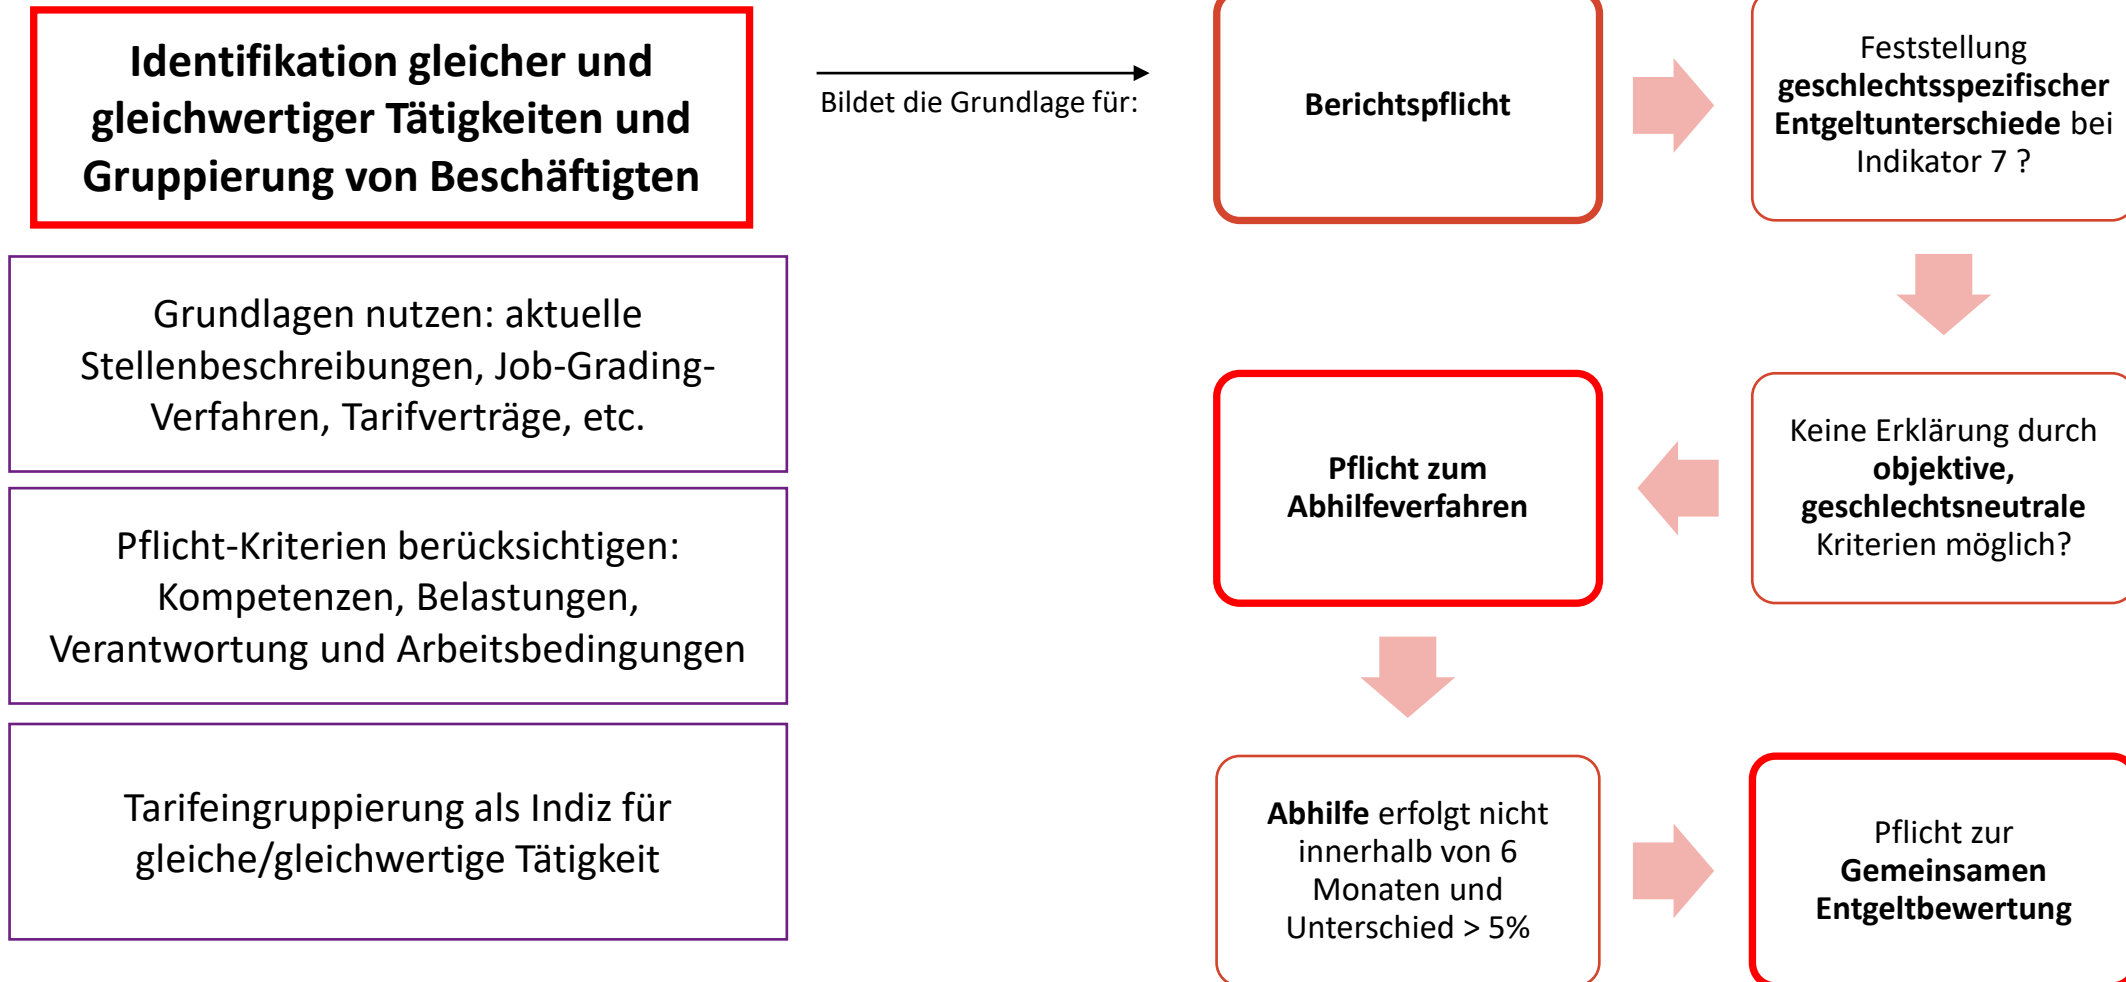 Identifikation gleicher und
gleichwertiger Tätigkeiten und
Gruppierung von Beschäftigten
Grundlagen nutzen: aktuelle
Stellenbeschreibungen, Job-Grading-
Verfahren, Tarifverträge, etc.
Pflicht-Kriterien berücksichtigen:
Kompetenzen, Belastungen,
Verantwortung und Arbeitsbedingungen
Tarifeingruppierung als Indiz für
gleiche/gleichwertige Tätigkeit
Bildet die Grundlage für:
Berichtspflicht
Feststellung
geschlechtsspezifischer
Entgeltunterschiede bei
Indikator 7 ?
Keine Erklärung durch
objektive,
geschlechtsneutrale
Kriterien möglich?
Pflicht zum
Abhilfeverfahren
Abhilfe erfolgt nicht
innerhalb von 6
Monaten und
Unterschied > 5%
Pflicht zur
Gemeinsamen
Entgeltbewertung